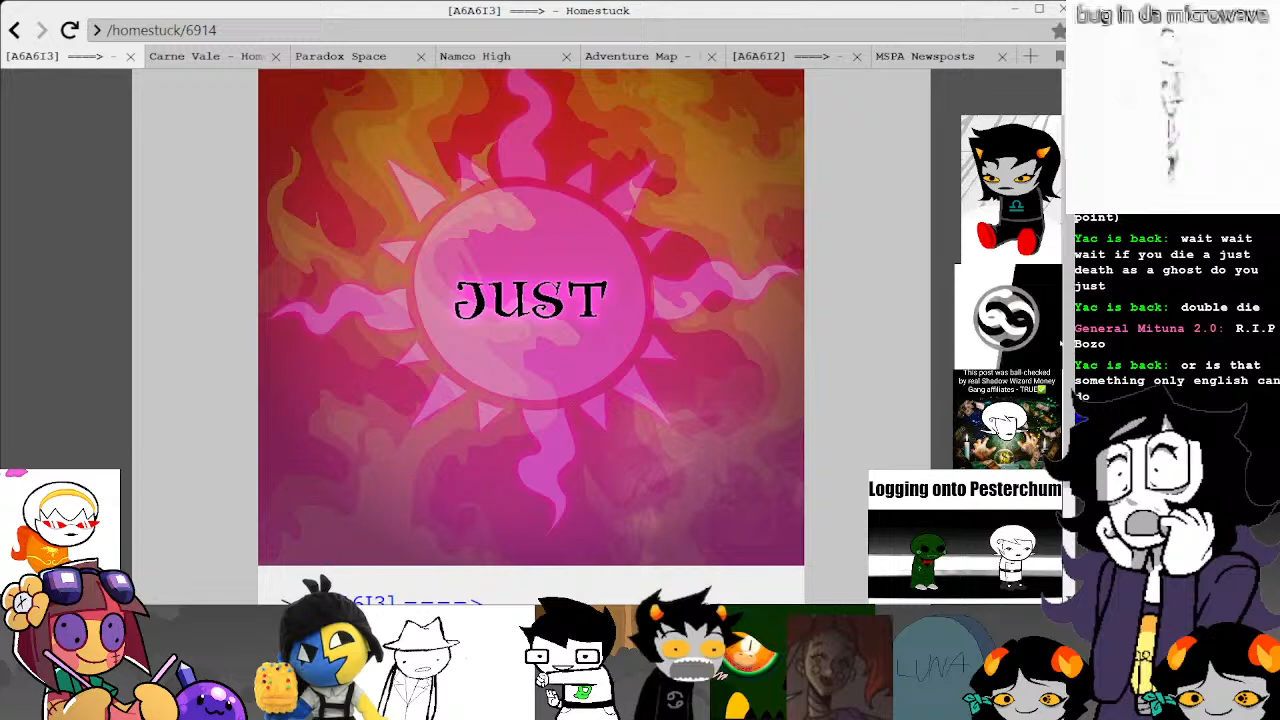 [A6A6I3] ====> - Homestuck
/homestuck/6914
[A6A6I3] ====> -
Carne Vale - Hom
Paradox Space
Namco High
Adventure Map -
[A6A6I2] ====> -
MSPA Newsposts
bug in da microwave
JUST
point)
Yac is back: wait wait
wait if you die a just
death as a ghost do you
just
Yac is back: double die
General Mituna 2.0: R.I.P
Bozo
Yac is back: or is that
something only english can
do
This post was ball-checked
by real Shadow Wizard Money
Gang affiliates - TRUE✅
Logging onto Pesterchum
A6I3] ====>
LUNA